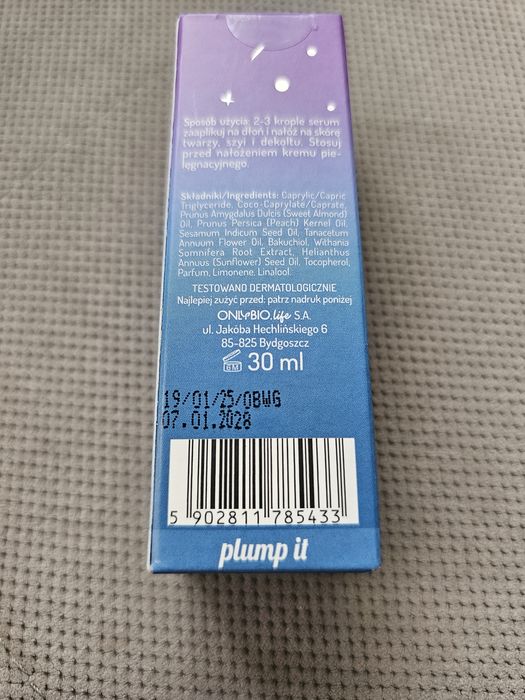 Sposób użycia: 2-3 krople serum
zaaplikuj na dłoń i nałóż na skórę
twarzy, szyi i dekoltu. Stosuj
przed nałożeniem kremu pie-
lęgnacyjnego.
Składniki/Ingredients: Caprylic/Capric
Triglyceride, Coco-Caprylate/Caprate,
Prunus Amygdalus Dulcis (Sweet Almond)
Oil, Prunus Persica (Peach) Kernel Oil,
Sesamum Indicum Seed Oil, Tanacetum
Annuum Flower Oil, Bakuchiol, Withania
Somnifera Root Extract, Helianthus
Annuus (Sunflower) Seed Oil, Tocopherol,
Parfum, Limonene, Linalool.
TESTOWANO DERMATOLOGICZNIE
Najlepiej zużyć przed: patrz nadruk poniżej
ONLYBIO.life S.A.
ul. Jakóba Hechlińskiego 6
85-825 Bydgoszcz
6M 30 ml
19/01/25/0BWG
07.01.2028
5 902811 785433
plump it